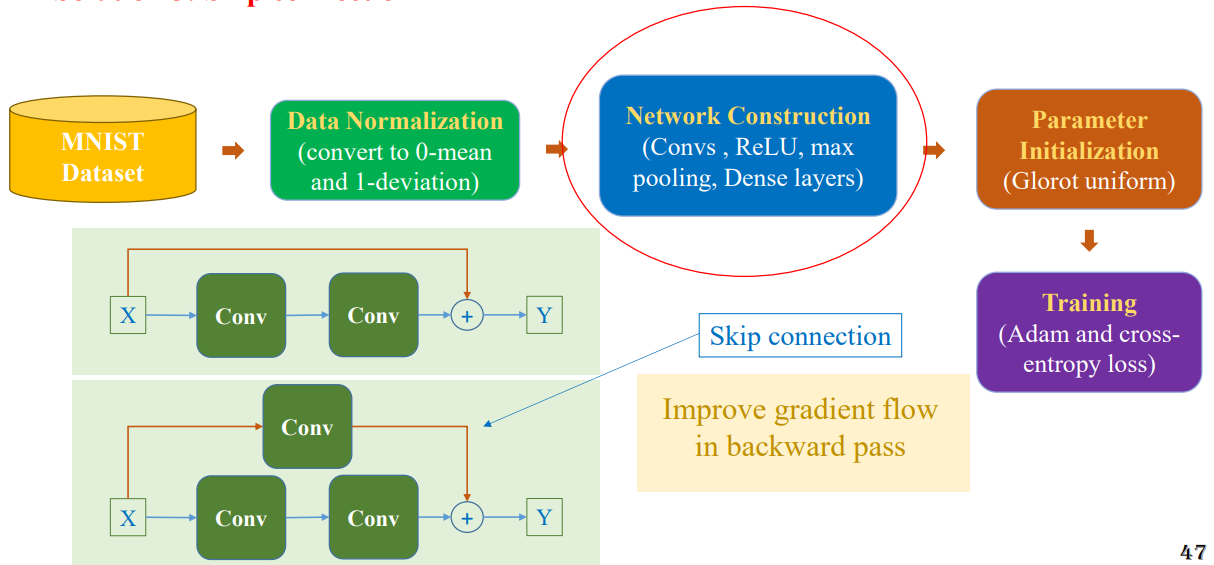 MNIST
Dataset
Data Normalization
(convert to 0-mean
and 1-deviation)
Network Construction
(Convs , ReLU, max
pooling, Dense layers)
Parameter
Initialization
(Glorot uniform)
X
Conv
Conv
+
Y
Skip connection
Training
(Adam and cross-
entropy loss)
Improve gradient flow
in backward pass
Conv
X
Conv
Conv
+
Y
47